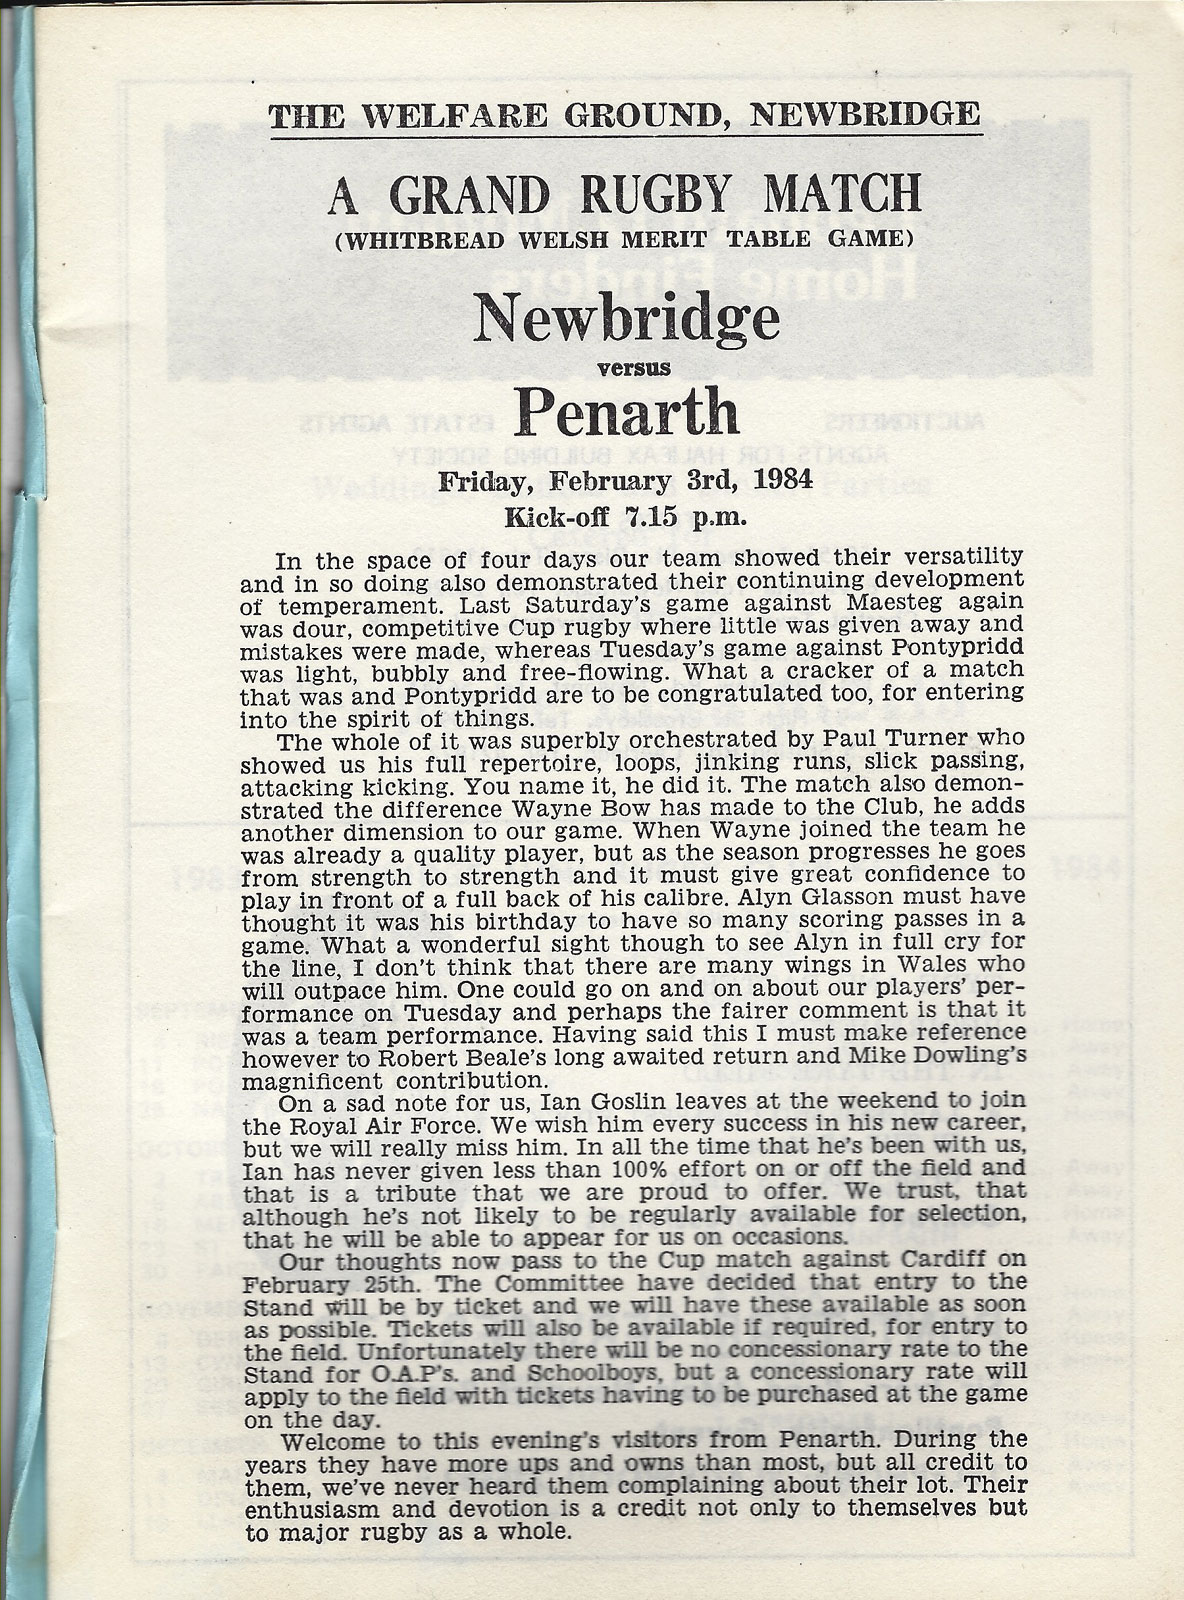 THE WELFARE GROUND, NEWBRIDGE
A GRAND RUGBY MATCH
(WHITBREAD WELSH MERIT TABLE GAME)
Newbridge
versus
Penarth
Friday, February 3rd, 1984
Kick-off 7.15 p.m.
In the space of four days our team showed their versatility
and in so doing also demonstrated their continuing development
of temperament. Last Saturday's game against Maesteg again
was dour, competitive Cup rugby where little was given away and
mistakes were made, whereas Tuesday's game against Pontypridd
was light, bubbly and free-flowing. What a cracker of a match
that was and Pontypridd are to be congratulated too, for entering
into the spirit of things.
The whole of it was superbly orchestrated by Paul Turner who
showed us his full repertoire, loops, jinking runs, slick passing,
attacking kicking. You name it, he did it. The match also demon-
strated the difference Wayne Bow has made to the Club, he adds
another dimension to our game. When Wayne joined the team he
was already a quality player, but as the season progresses he goes
from strength to strength and it must give great confidence to
play in front of a full back of his calibre. Alyn Glasson must have
thought it was his birthday to have so many scoring passes in a
game. What a wonderful sight though to see Alyn in full cry for
the line, I don't think that there are many wings in Wales who
will outpace him. One could go on and on about our players' per-
formance on Tuesday and perhaps the fairer comment is that it
was a team performance. Having said this I must make reference
however to Robert Beale's long awaited return and Mike Dowling's
magnificent contribution.
On a sad note for us, Ian Goslin leaves at the weekend to join
the Royal Air Force. We wish him every success in his new career,
but we will really miss him. In all the time that he's been with us,
Ian has never given less than 100% effort on or off the field and
that is a tribute that we are proud to offer. We trust, that
although he's not likely to be regularly available for selection,
that he will be able to appear for us on occasions.
Our thoughts now pass to the Cup match against Cardiff on
February 25th. The Committee have decided that entry to the
Stand will be by ticket and we will have these available as soon
as possible. Tickets will also be available if required, for entry to
the field. Unfortunately there will be no concessionary rate to the
Stand for O.A.P's. and Schoolboys, but a concessionary rate will
apply to the field with tickets having to be purchased at the game
on the day.
Welcome to this evening's visitors from Penarth. During the
years they have more ups and owns than most, but all credit to
them, we've never heard them complaining about their lot. Their
enthusiasm and devotion is a credit not only to themselves but
to major rugby as a whole.